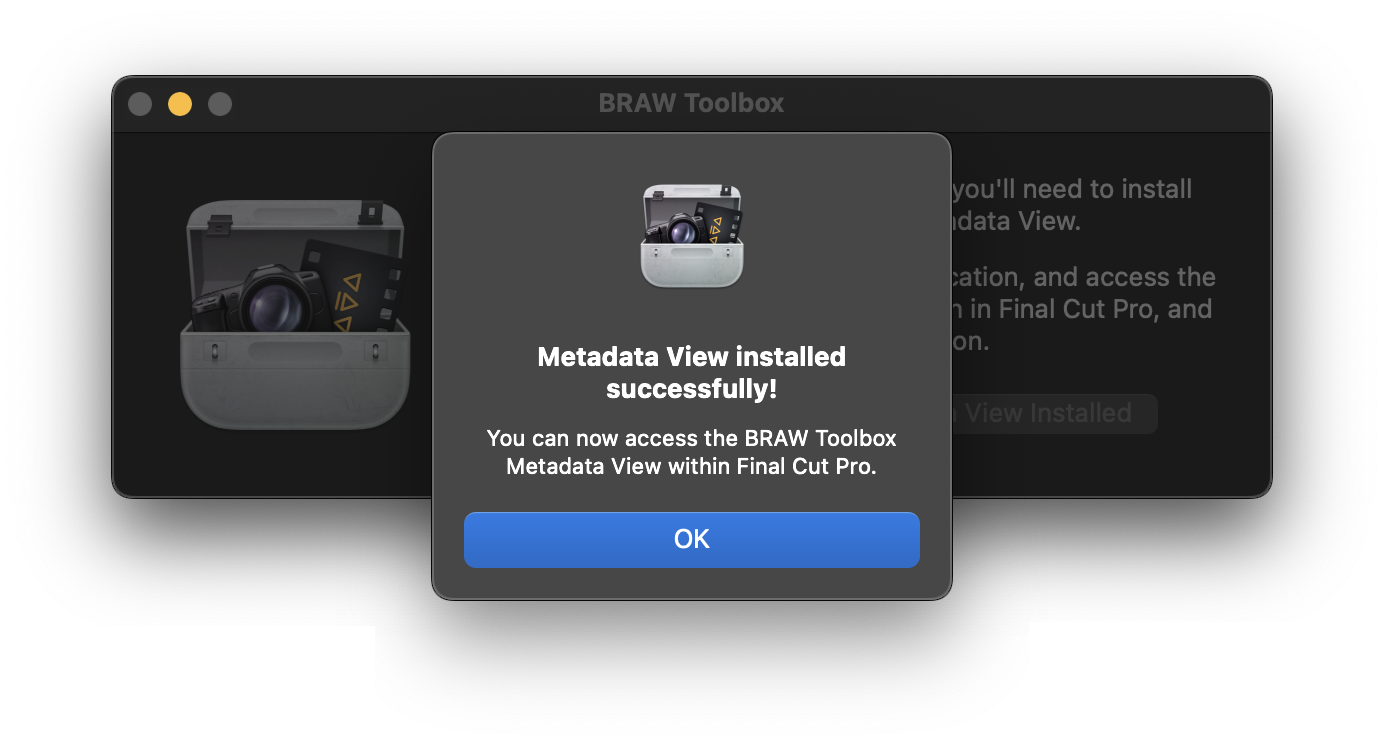 BRAW Toolbox
you'll need to install
data View.
cation, and access the
in Final Cut Pro, and
on.
View Installed
Metadata View installed
successfully!
You can now access the BRAW Toolbox
Metadata View within Final Cut Pro.
OK